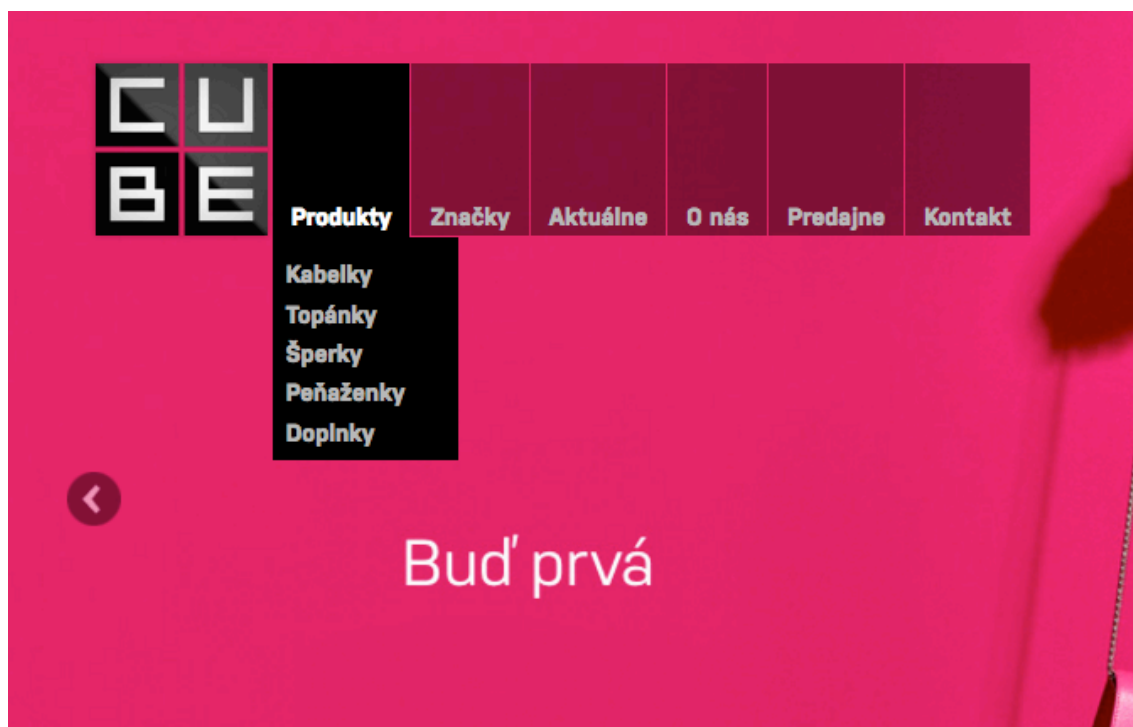 CU
BE
Produkty Značky Aktuálne O nás Predajne Kontakt
Kabelky
Topánky
Šperky
Peňaženky
Doplnky
Buď prvá